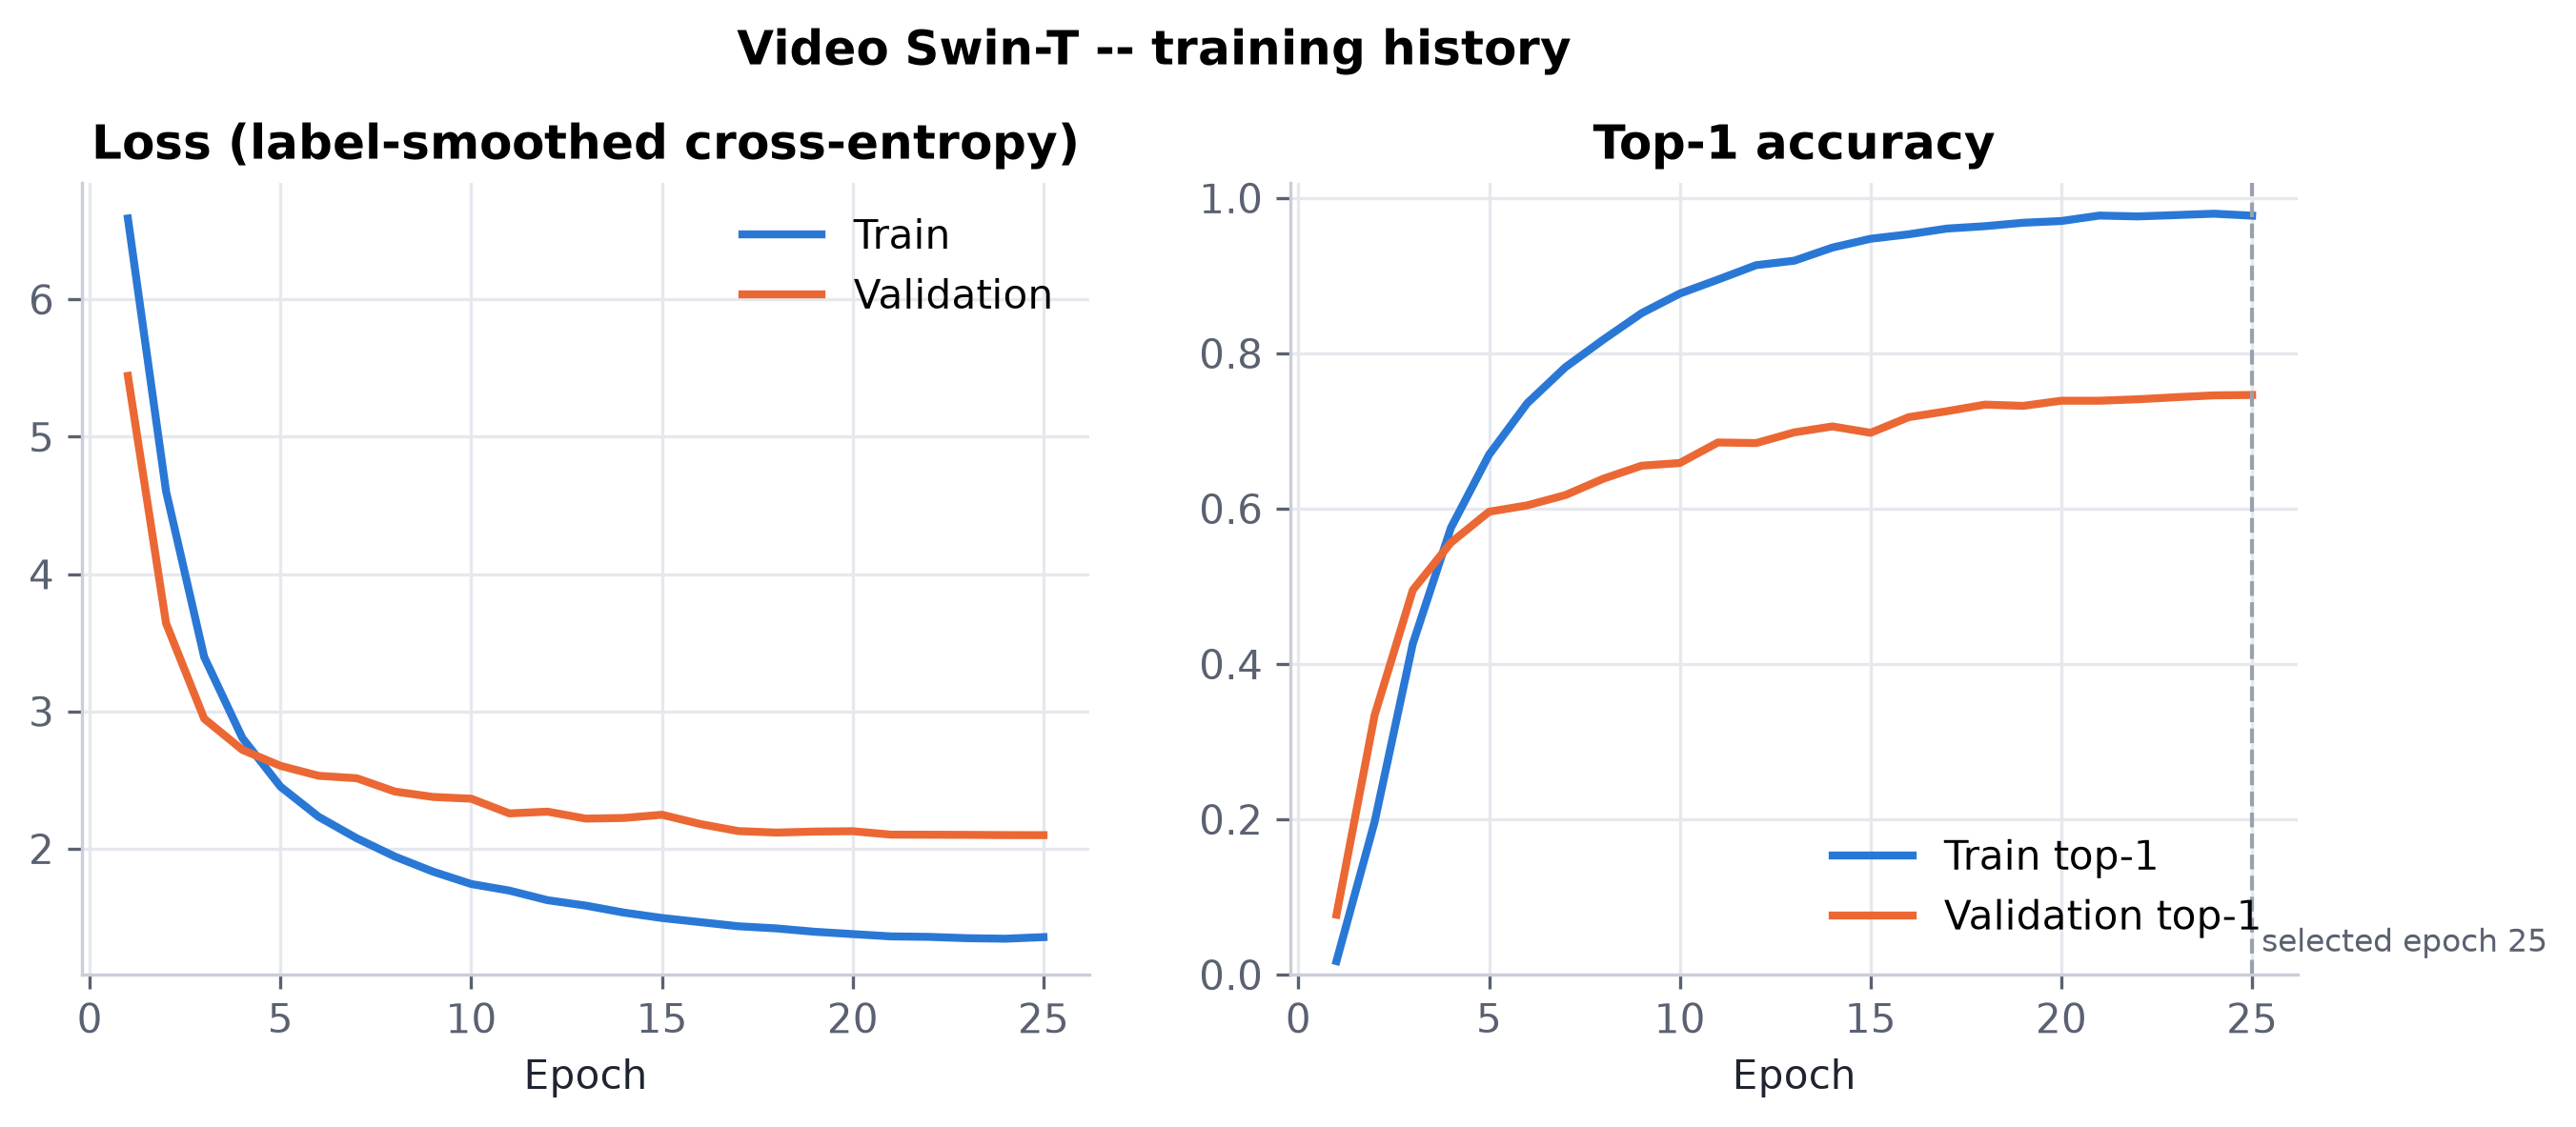 Video Swin-T -- training history
Loss (label-smoothed cross-entropy)
Train
Validation
6
5
4
3
2
0 5 10 15 20 25
Epoch
Top-1 accuracy
1.0
0.8
0.6
0.4
0.2
0.0
Train top-1
Validation top-1
selected epoch 25
0 5 10 15 20 25
Epoch